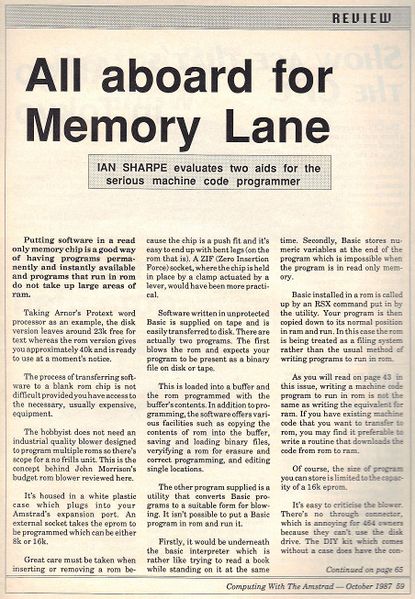 REVIEW
All aboard for
Memory Lane
IAN SHARPE evaluates two aids for the
serious machine code programmer
Putting software in a read
only memory chip is a good way
of having programs perma-
nently and instantly available
and programs that run in rom
do not take up large areas of
ram.
Taking Arnor's Protext word
processor as an example, the disk
version leaves around 23k free for
text whereas the rom version gives
you approximately 40k and is ready
to use at a moment's notice.
The process of transferring soft-
ware to a blank rom chip is not
difficult provided you have access to
the necessary, usually expensive,
equipment.
The hobbyist does not need an
industrial quality blower designed
to program multiple roms so there's
scope for a no frills unit. This is the
concept behind John Morrison's
budget rom blower reviewed here.
It's housed in a white plastic
case which plugs into your
Amstrad's expansion port. An
external socket takes the eprom to
be programmed which can be either
8k or 16k.
Great care must be taken when
inserting or removing a rom be-
cause the chip is a push fit and it's
easy to end up with bent legs (on the
rom that is). A ZIF (Zero Insertion
Force) socket, where the chip is held
in place by a clamp actuated by a
lever, would have been more practi-
cal.
Software written in unprotected
Basic is supplied on tape and is
easily transferred to disk. There are
actually two programs. The first
blows the rom and expects your
program to be present as a binary
file on disk or tape.
This is loaded into a buffer and
the rom programmed with the
buffer's contents. In addition to pro-
gramming, the software offers vari-
ous facilities such as copying the
contents of rom into the buffer,
saving and loading binary files,
veryifying a rom for erasure and
correct programming, and editing
single locations.
The other program supplied is a
utility that converts Basic pro-
grams to a suitable form for blow-
ing. It isn't possible to put a Basic
program in rom and run it.
Firstly, it would be underneath
the basic interpreter which is
rather like trying to read a book
while standing on it at the same
time. Secondly, Basic stores nu-
meric variables at the end of the
program which is impossible when
the program is in read only mem-
ory.
Basic installed in a rom is called
up by an RSX command put in by
the utility. Your program is then
copied down to its normal position
in ram and run. In this case the rom
is being treated as a filing system
rather than the usual method of
writing programs to run in rom.
As you will read on page 43 in
this issue, writing a machine code
program to run in rom is not the
same as writing the equivalent for
ram. If you have existing machine
code that you want to transfer to
rom, you may find it preferable to
write a routine that downloads the
code from rom to ram.
Of course, the size of program
you can store is limited to the capac-
ity of a 16k eprom.
It's easy to criticise the blower.
There's no through connector,
which is annoying for 464 owners
because they can't use the disk
drive. The DIY kit which comes
without a case does have the con-
Continued on page 65
Computing With The Amstrad — October 1987 59